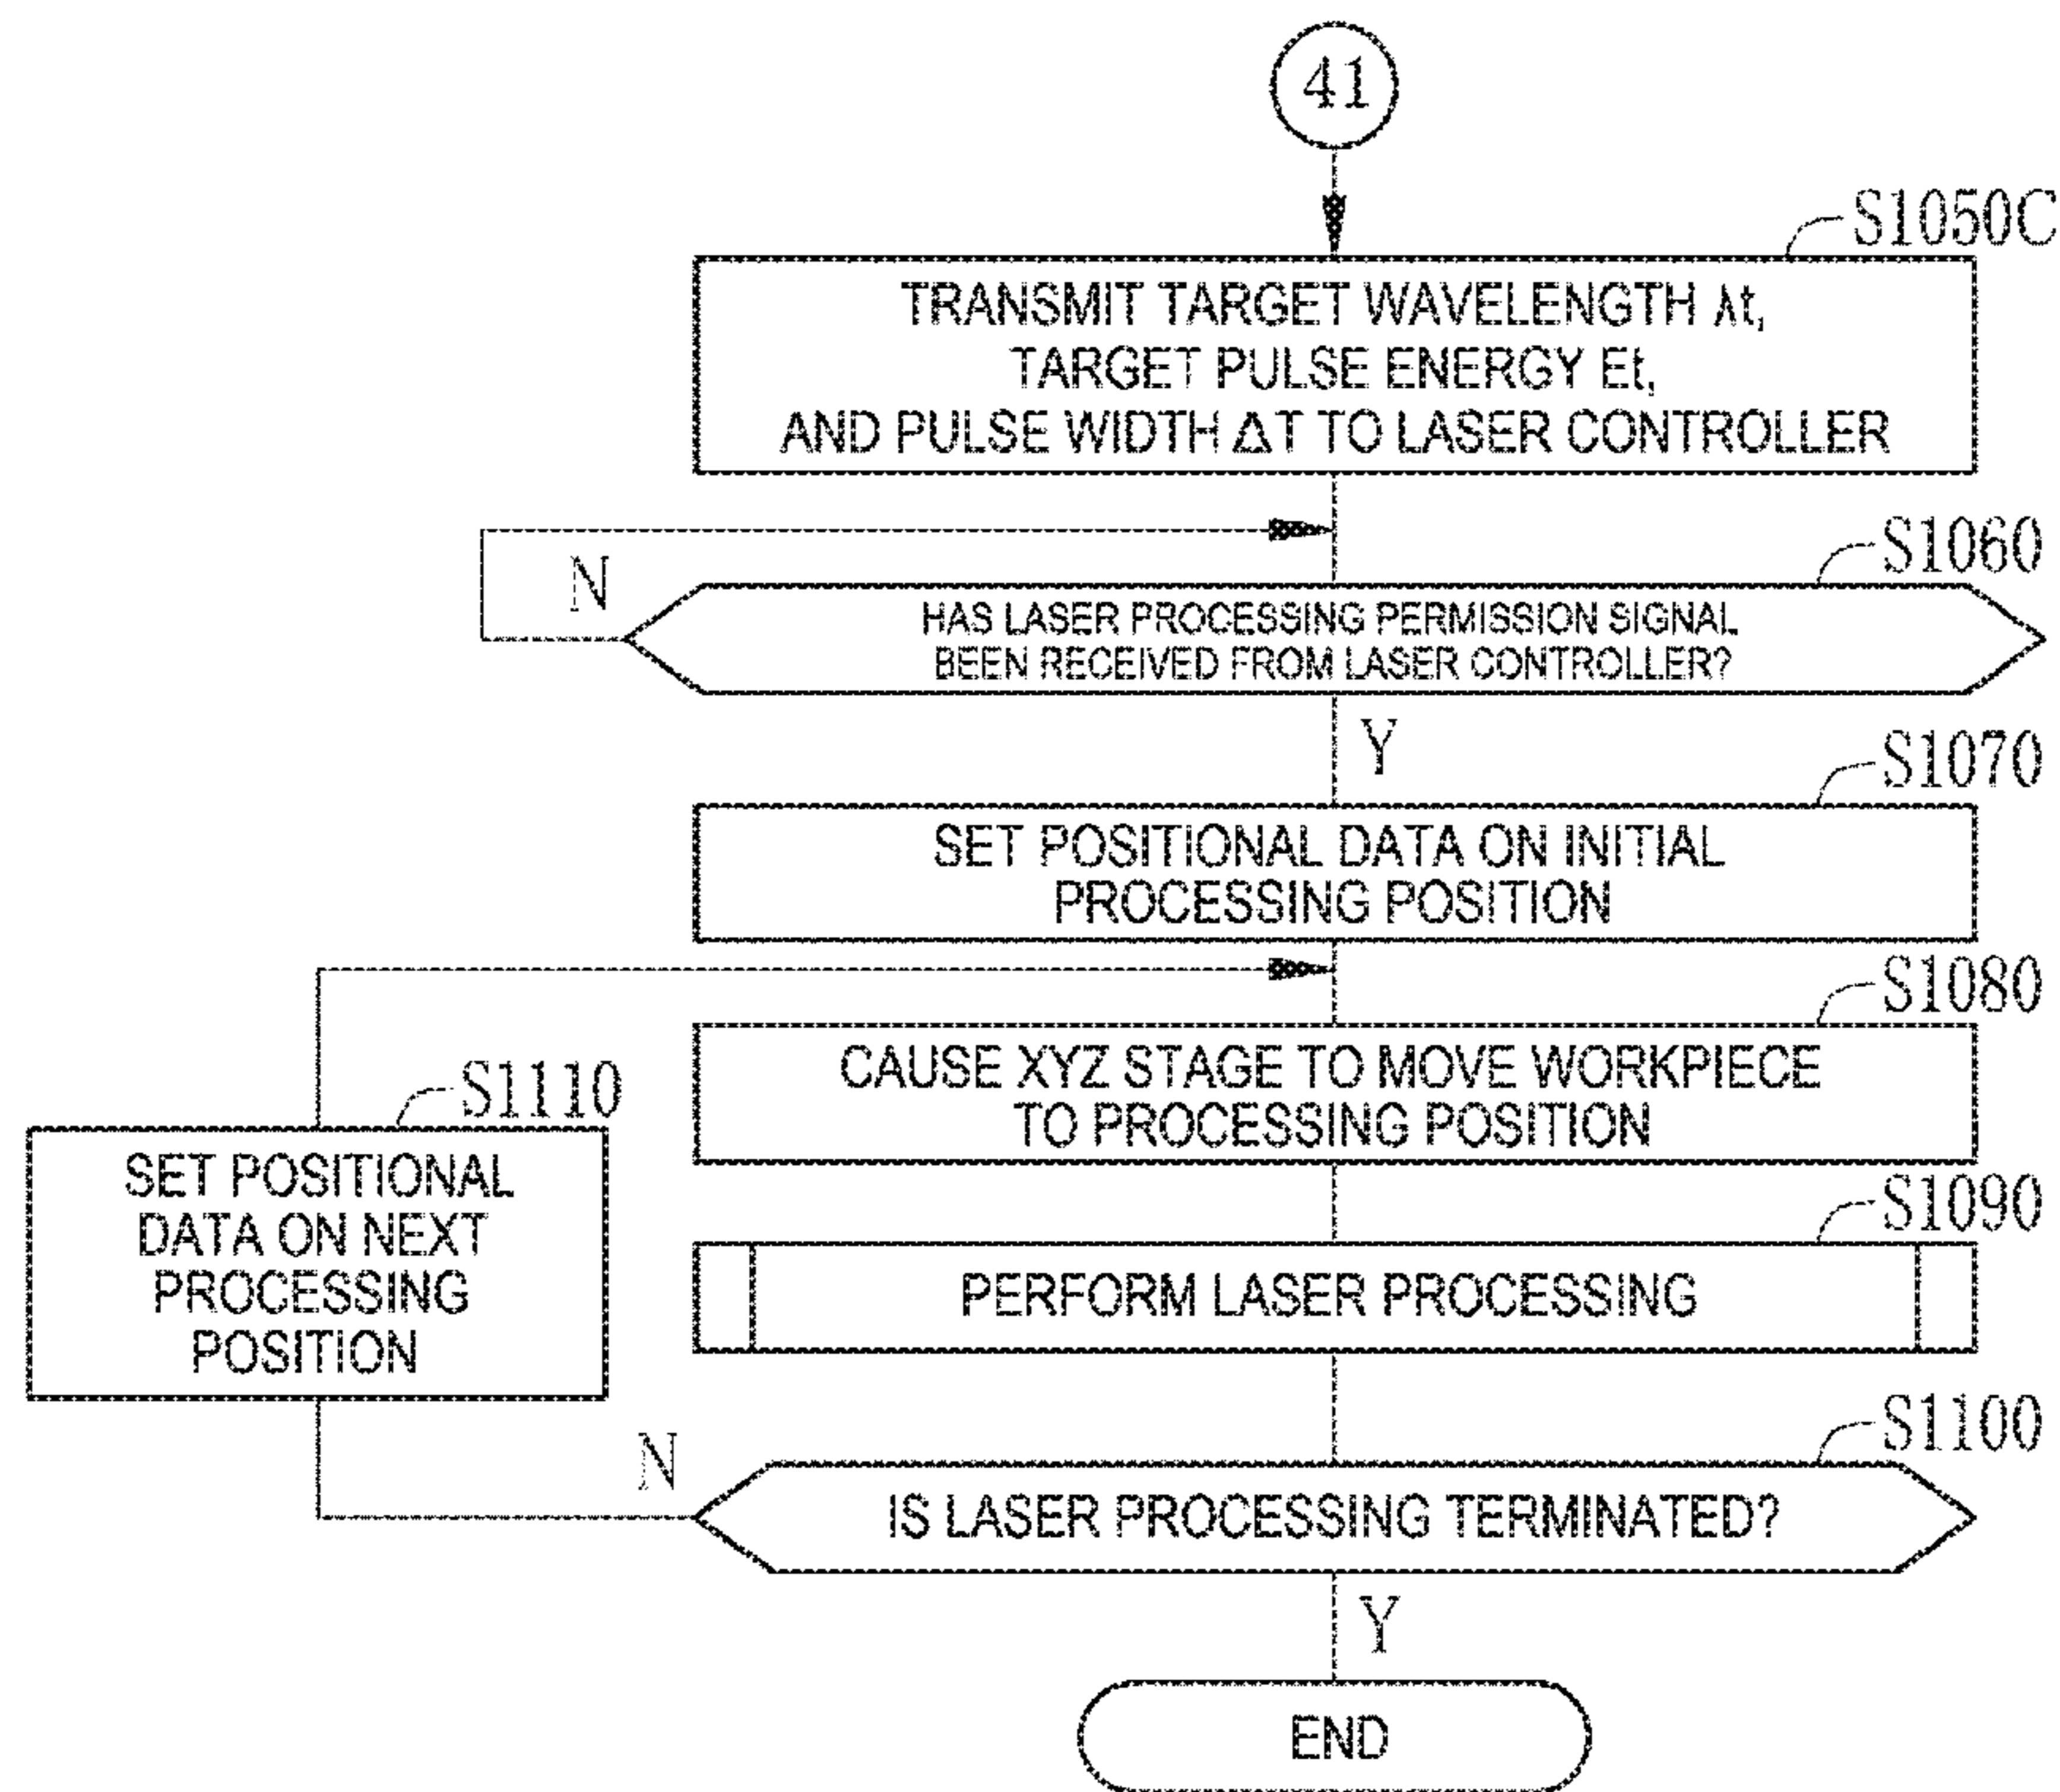 41
S1050C
TRANSMIT TARGET WAVELENGTH λt,
TARGET PULSE ENERGY Et,
AND PULSE WIDTH ΔT TO LASER CONTROLLER
S1060
N
HAS LASER PROCESSING PERMISSION SIGNAL
BEEN RECEIVED FROM LASER CONTROLLER?
Y
S1070
SET POSITIONAL DATA ON INITIAL
PROCESSING POSITION
S1080
CAUSE XYZ STAGE TO MOVE WORKPIECE
TO PROCESSING POSITION
S1110
SET POSITIONAL
DATA ON NEXT
PROCESSING
POSITION
S1090
PERFORM LASER PROCESSING
S1100
N
IS LASER PROCESSING TERMINATED?
Y
END